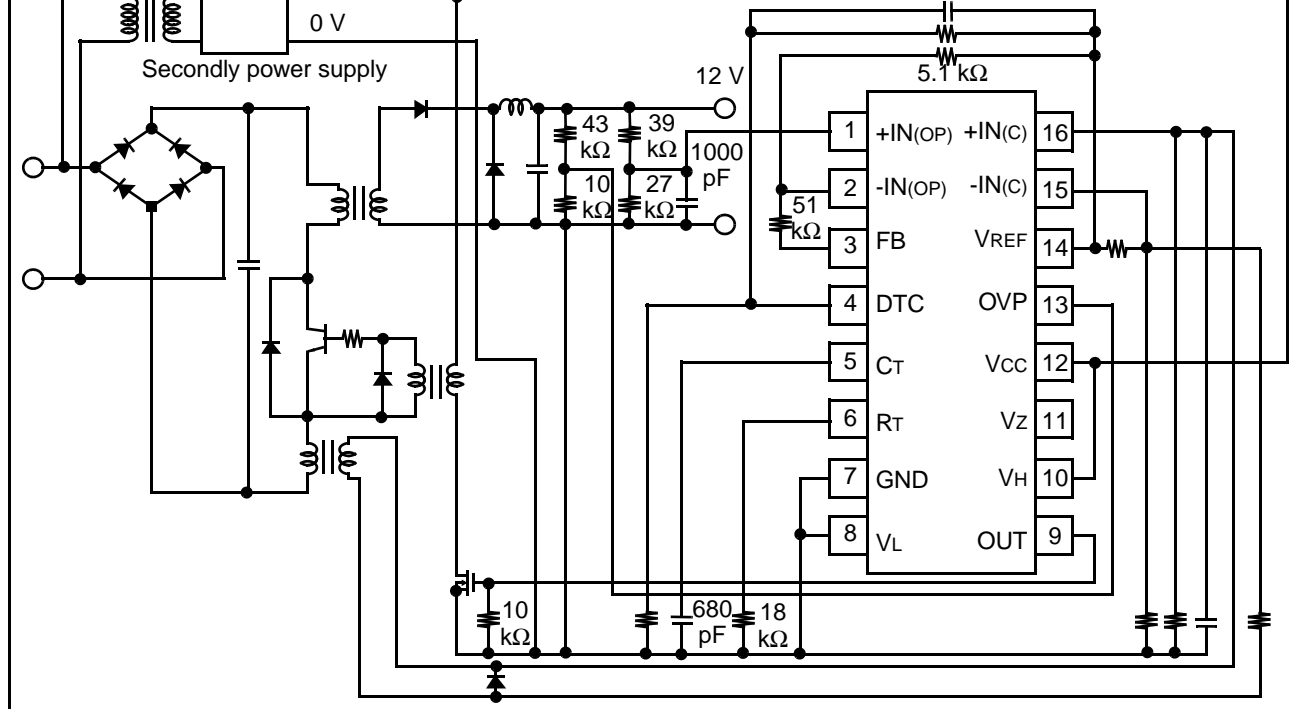 0 V
Secondly power supply
5.1 kΩ
12 V
43
kΩ
39
kΩ
1000
pF
10
kΩ
27
kΩ
51
kΩ
1 +IN(OP) +IN(C) 16
2 -IN(OP) -IN(C) 15
3 FB VREF 14
4 DTC OVP 13
5 CT VCC 12
6 RT VZ 11
7 GND VH 10
8 VL OUT 9
10
kΩ
680
pF
18
kΩ